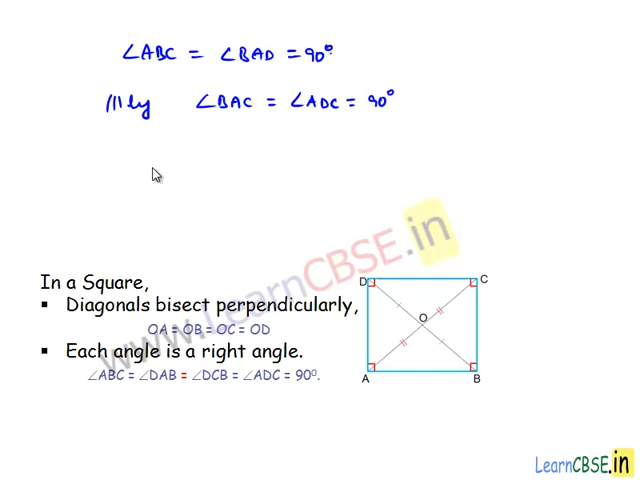 ∠ABC = ∠BAD = 90°
|||ly ∠BAC = ∠ADC = 90°
www.LearnCBSE.in
In a Square,
▪ Diagonals bisect perpendicularly,
OA = OB = OC = OD
▪ Each angle is a right angle.
∠ABC = ∠DAB = ∠DCB = ∠ADC = 90⁰.
D C
O
A B
LearnCBSE.in